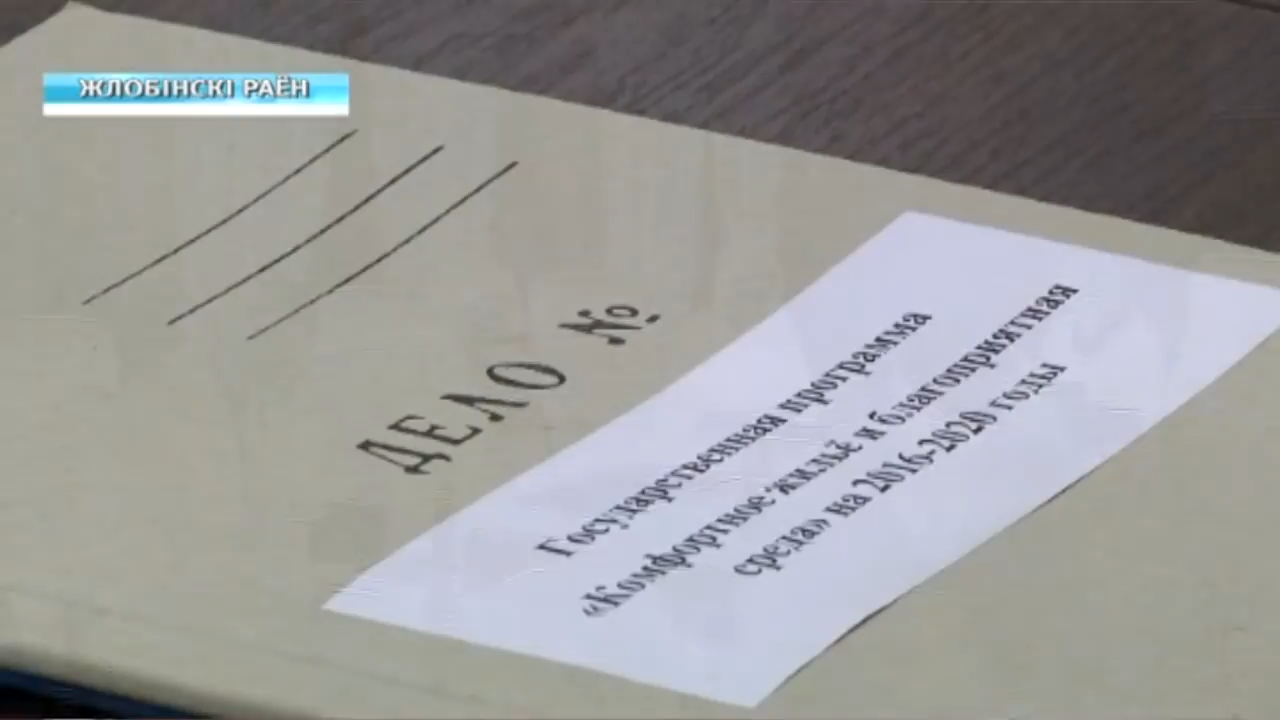 ЖЛОБІНСКІ РАЁН
ДЕЛО №
Государственная программа
«Комфортное жильё и благоприятная
среда» на 2016-2020 годы